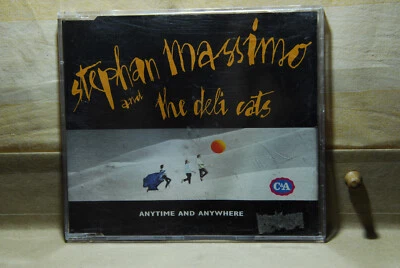 stephan massimo
and the deli cats
C&A
ANYTIME AND ANYWHERE